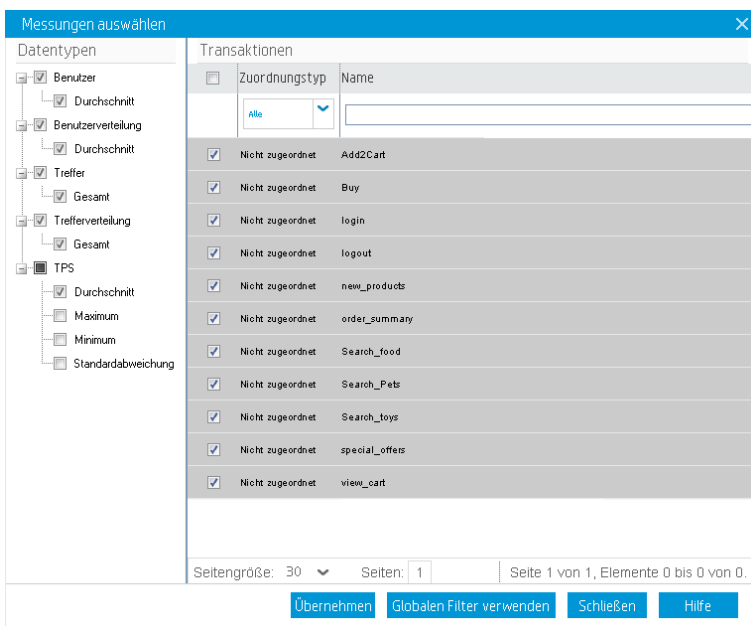 Messungen auswählen
Datentypen
Benutzer
Durchschnitt
Benutzerverteilung
Durchschnitt
Treffer
Gesamt
Trefferverteilung
Gesamt
TPS
Durchschnitt
Maximum
Minimum
Standardabweichung
Transaktionen
Zuordnungstyp Name
Alle
Nicht zugeordnet Add2Cart
Nicht zugeordnet Buy
Nicht zugeordnet login
Nicht zugeordnet logout
Nicht zugeordnet new_products
Nicht zugeordnet order_summary
Nicht zugeordnet Search_food
Nicht zugeordnet Search_Pets
Nicht zugeordnet Search_toys
Nicht zugeordnet special_offers
Nicht zugeordnet view_cart
Seitengröße: 30 Seiten: 1 Seite 1 von 1, Elemente 0 bis 0 von 0.
Übernehmen Globalen Filter verwenden Schließen Hilfe